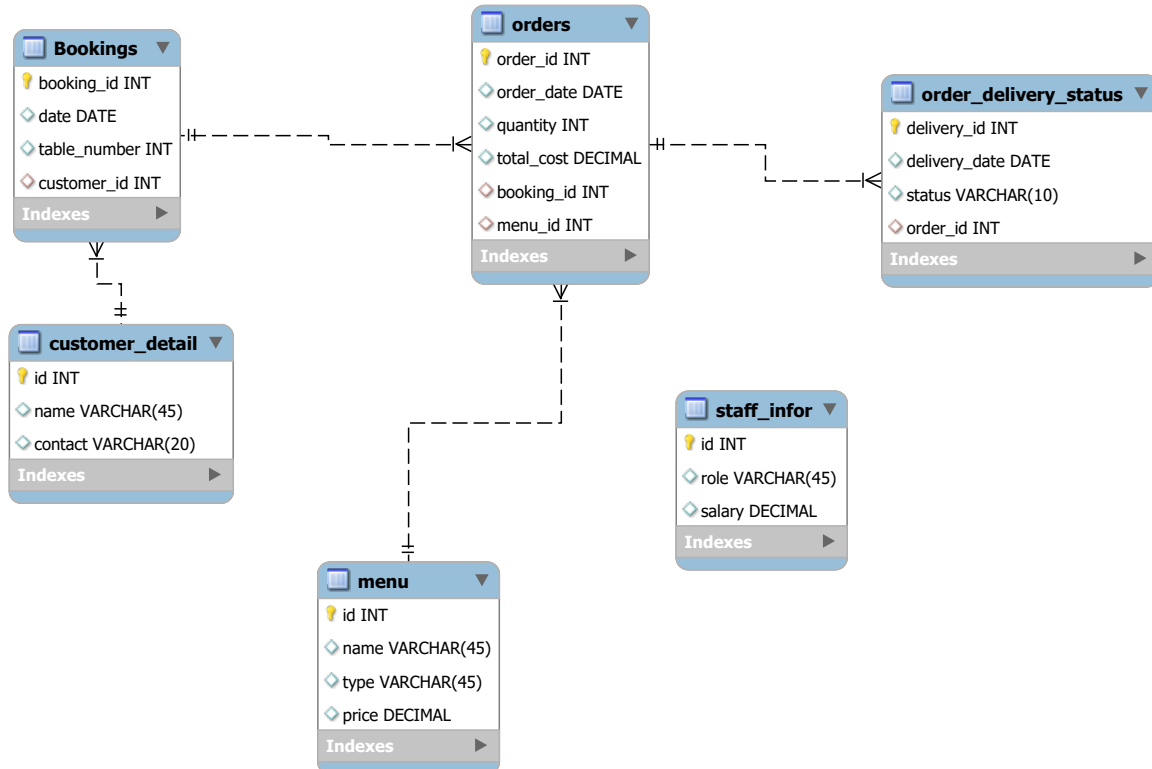 Bookings
booking_id INT
date DATE
table_number INT
customer_id INT
Indexes
orders
order_id INT
order_date DATE
quantity INT
total_cost DECIMAL
booking_id INT
menu_id INT
Indexes
order_delivery_status
delivery_id INT
delivery_date DATE
status VARCHAR(10)
order_id INT
Indexes
customer_detail
id INT
name VARCHAR(45)
contact VARCHAR(20)
Indexes
staff_infor
id INT
role VARCHAR(45)
salary DECIMAL
Indexes
menu
id INT
name VARCHAR(45)
type VARCHAR(45)
price DECIMAL
Indexes